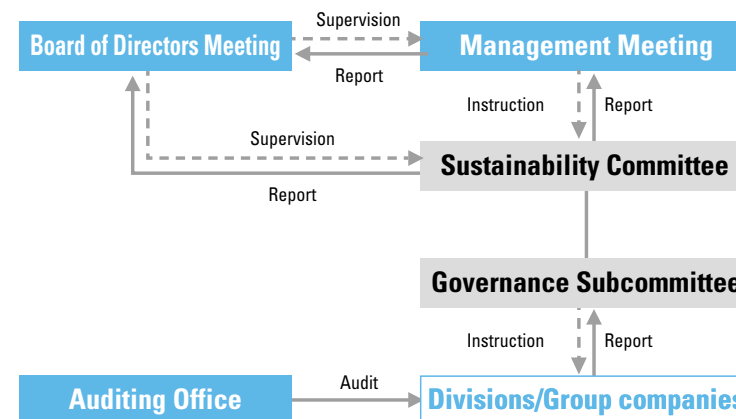 Supervision
Board of Directors Meeting
Management Meeting
Report
Instruction
Report
Supervision
Sustainability Committee
Report
Governance Subcommittee
Instruction
Report
Audit
Auditing Office
Divisions/Group companies